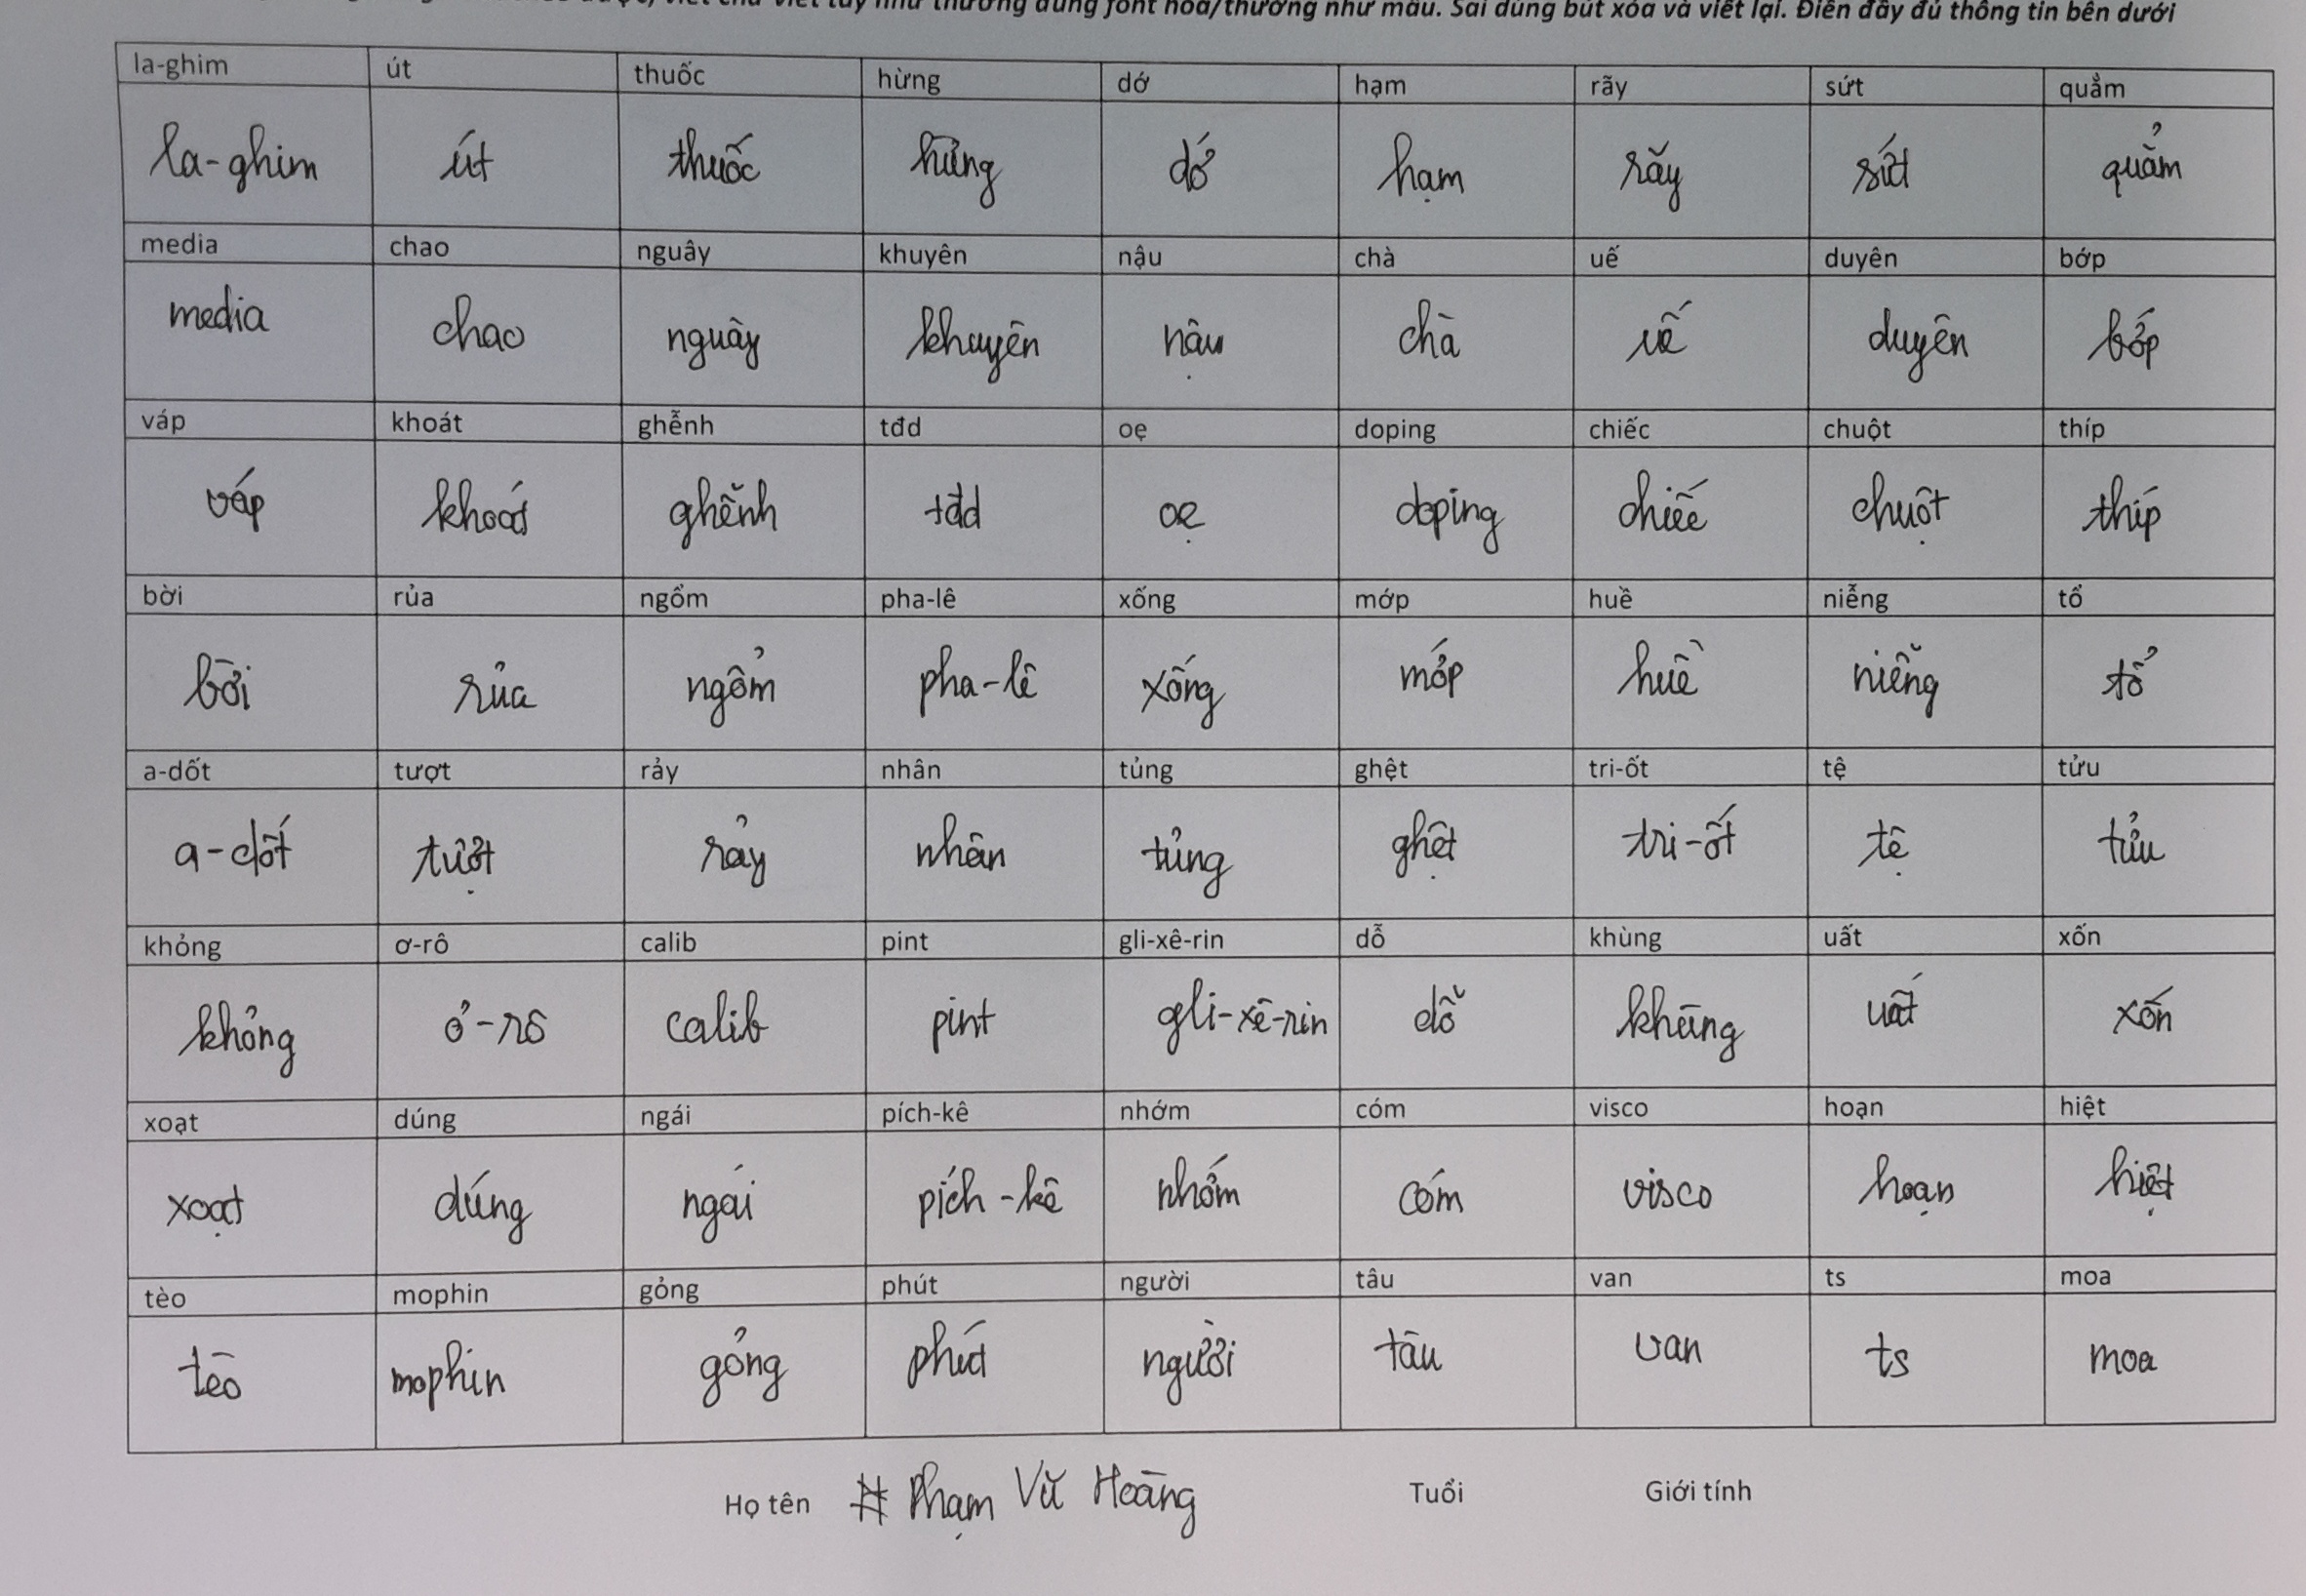 viết chữ viết tay như thường dùng font hoa/thường như mẫu. Sai dùng bút xóa và viết lại. Điền đầy đủ thông tin bên dưới
la-ghim út thuốc hừng dớ hạm rãy sứt quằm
la-ghim út thuốc hừng dớ hạm rãy sứt quẳm
media chao nguây khuyên nậu chà uế duyên bớp
media chao nguây khuyên nậu chà uế duyên bớp
váp khoát ghễnh tđd oẹ doping chiếc chuột thíp
váp khoát ghễnh tđd oẹ doping chiếc chuột thíp
bời rủa ngổm pha-lê xống mớp huề niễng tổ
bời rủa ngổm pha-lê xống mớp huề niễng tổ
a-dốt tượt rảy nhân tủng ghệt tri-ốt tệ tửu
a-dốt tượt rảy nhân tủng ghệt tri-ốt tệ tửu
khỏng ơ-rô calib pint gli-xê-rin dỗ khùng uất xốn
khỏng ơ-rô calib pint gli-xê-rin dỗ khùng uất xốn
xoạt dúng ngái pích-kê nhớm cóm visco hoạn hiệt
xoạt dúng ngái pích-kê nhớm cóm visco hoạn hiệt
tèo mophin gỏng phút người tâu van ts moa
tèo mophin gỏng phút người tâu van ts moa
Họ tên Phạm Vũ Hoàng Tuổi Giới tính